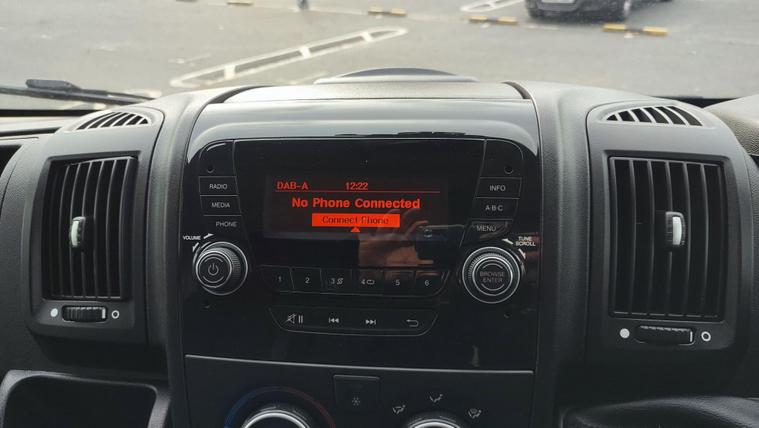 DAB-A 12:22
No Phone Connected
Connect Phone
RADIO
MEDIA
PHONE
VOLUME
INFO
A-B-C
MENU
TUNE
SCROLL
BROWSE
ENTER
1 2 3 4 5 6